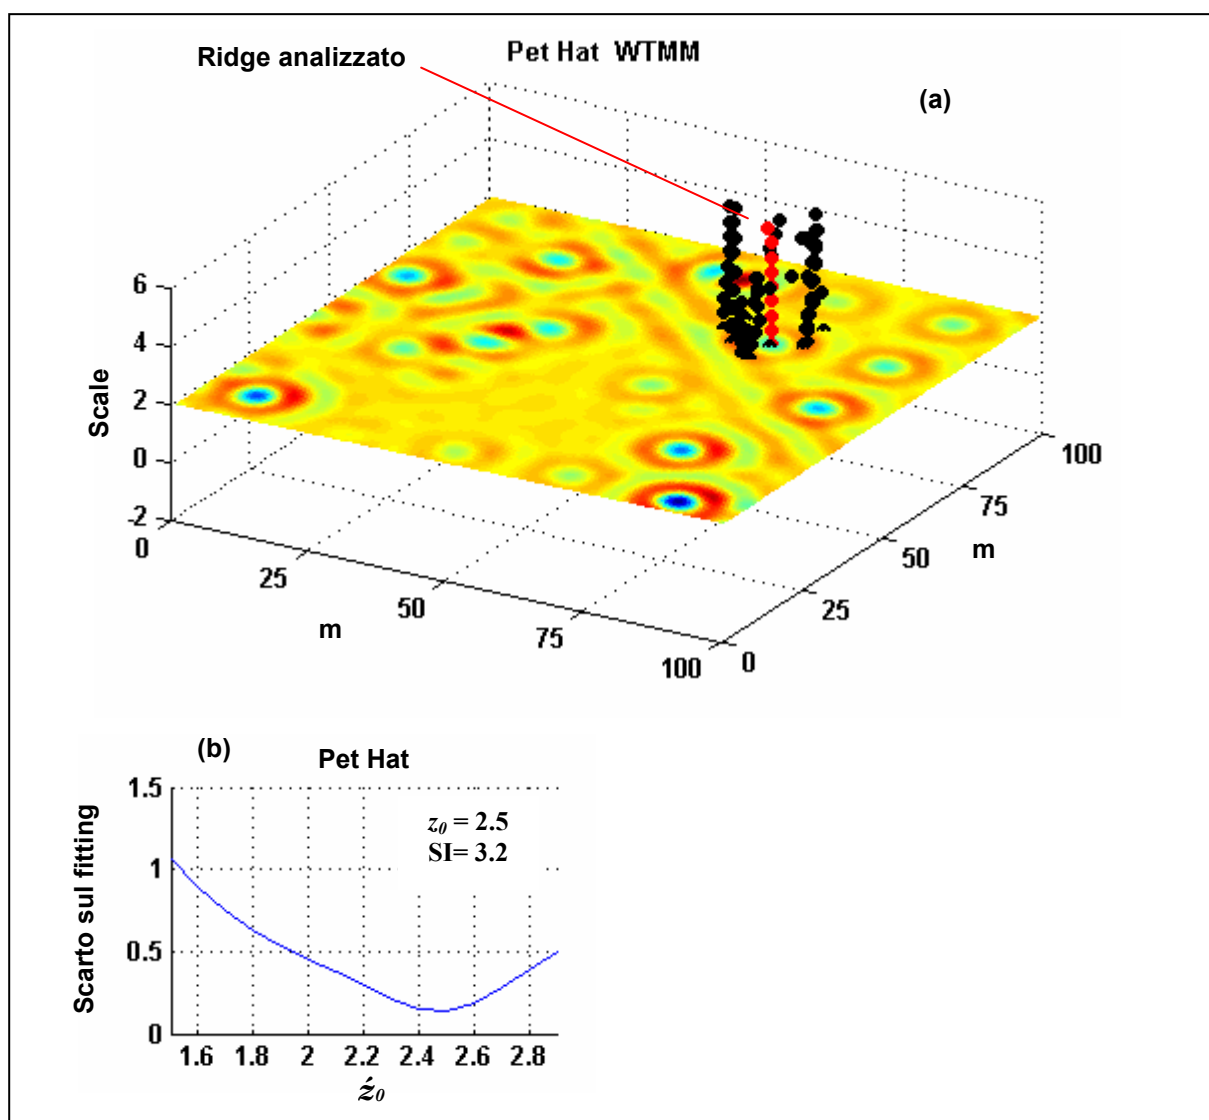 Ridge analizzato
Pet Hat WTMM
(a)
Scale
6
4
2
0
-2
0
25
50
75
100
m
0
25
50
75
100
m
(b)
Pet Hat
Scarto sul fitting
1.5
1
0.5
0
z0 = 2.5
SI= 3.2
1.6 1.8 2 2.2 2.4 2.6 2.8
ź0